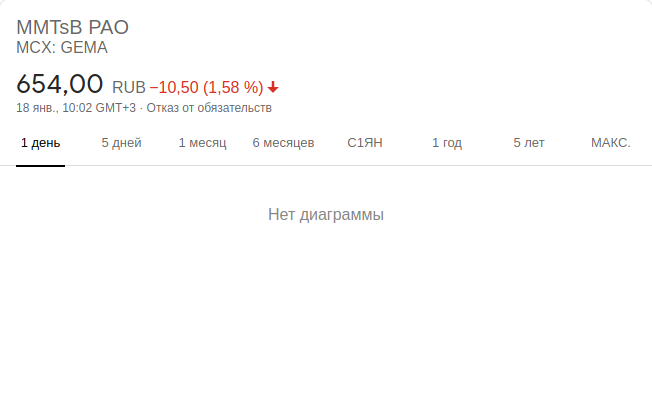 MMTsB PAO
MCX: GEMA
654,00 RUB −10,50 (1,58 %)
18 янв., 10:02 GMT+3 · Отказ от обязательств
1 день 5 дней 1 месяц 6 месяцев С1ЯН 1 год 5 лет МАКС.
Нет диаграммы